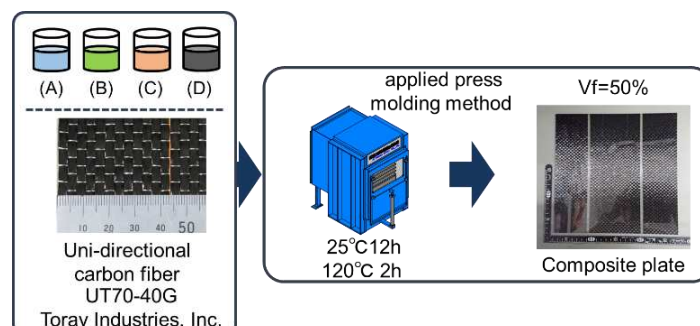 (A) (B) (C) (D)
10 20 30 40 50
Uni-directional
carbon fiber
UT70-40G
Toray Industries, Inc.
applied press
molding method
25℃12h
120℃ 2h
Vf=50%
Composite plate